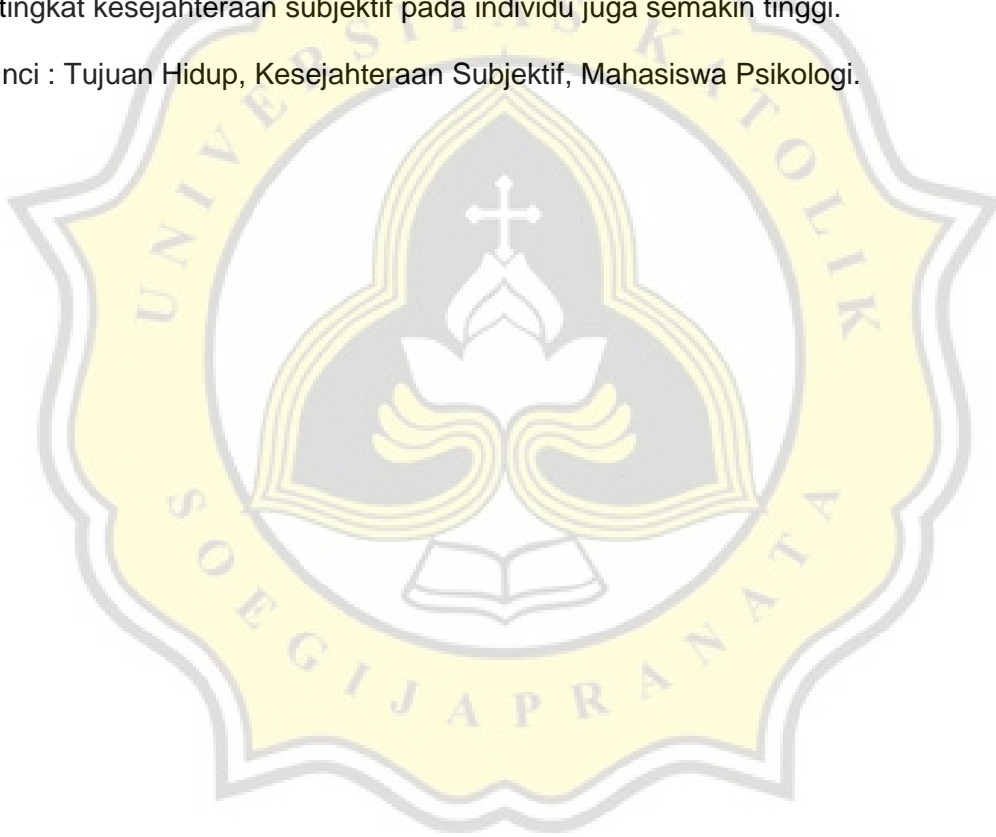 tingkat kesejahteraan subjektif pada individu juga semakin tinggi.
nci : Tujuan Hidup, Kesejahteraan Subjektif, Mahasiswa Psikologi.
UNIVERSITAS KATOLIK
SOEGIJAPRANATA